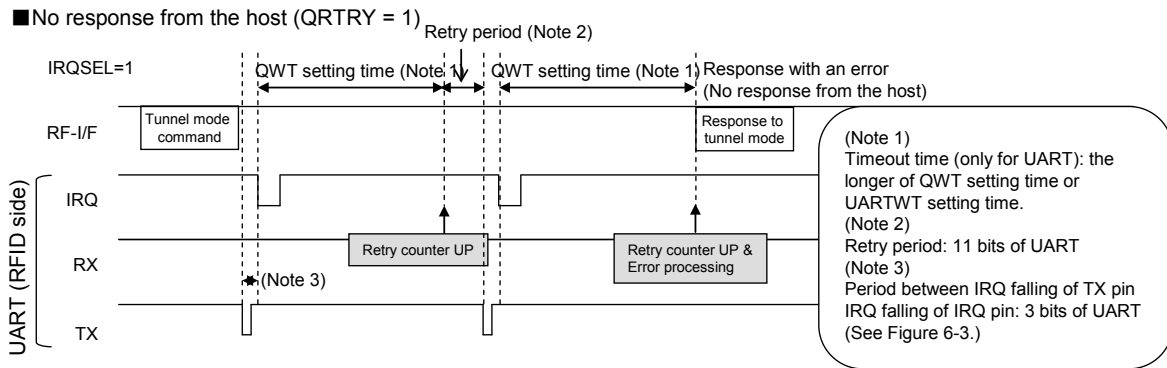 ■No response from the host (QRTRY = 1)
Retry period (Note 2)
IRQSEL=1
QWT setting time (Note 1)
QWT setting time (Note 1)
Response with an error
(No response from the host)
RF-I/F
Tunnel mode
command
Response to
tunnel mode
UART (RFID side)
IRQ
RX
TX
Retry counter UP
Retry counter UP &
Error processing
(Note 3)
(Note 1)
Timeout time (only for UART): the
longer of QWT setting time or
UARTWT setting time.
(Note 2)
Retry period: 11 bits of UART
(Note 3)
Period between IRQ falling of TX pin
IRQ falling of IRQ pin: 3 bits of UART
(See Figure 6-3.)